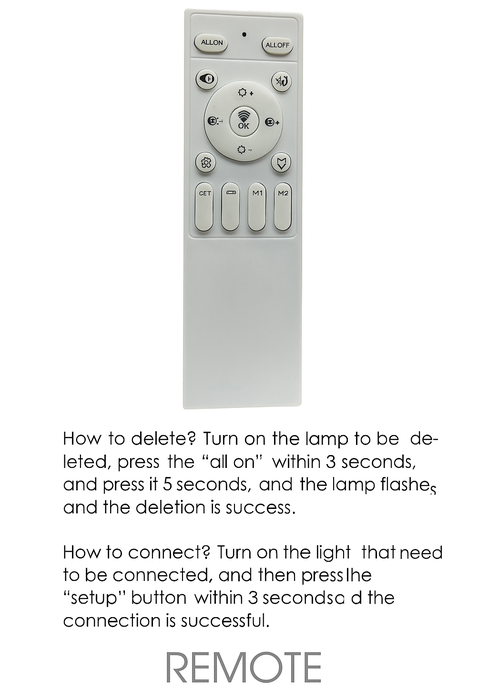 ALLON
ALLOFF
OK
CET
M1
M2
How to delete? Turn on the lamp to be de-
leted, press the “all on” within 3 seconds,
and press it 5 seconds, and the lamp flashes
and the deletion is success.
How to connect? Turn on the light that need
to be connected, and then press lhe
“setup” button within 3 secondsa d the
connection is successful.
REMOTE